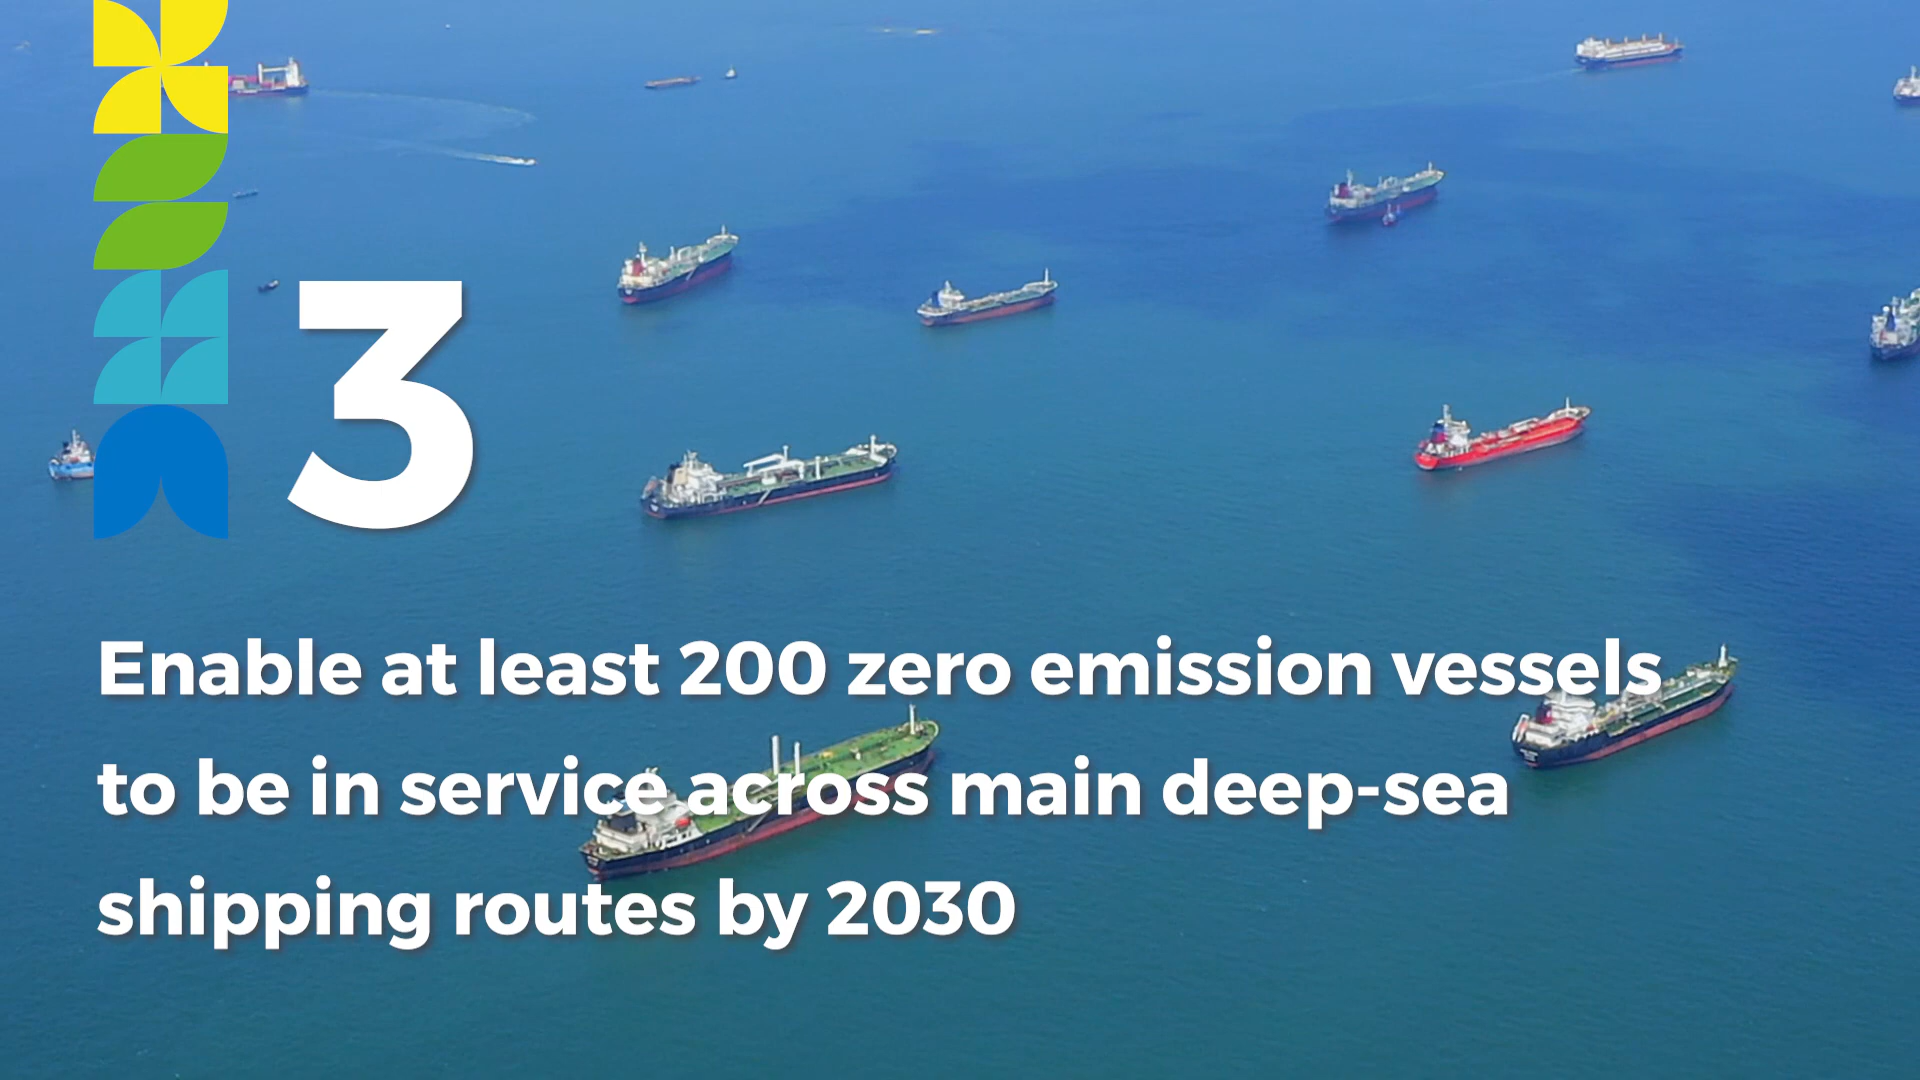 3
Enable at least 200 zero emission vessels
to be in service across main deep-sea
shipping routes by 2030